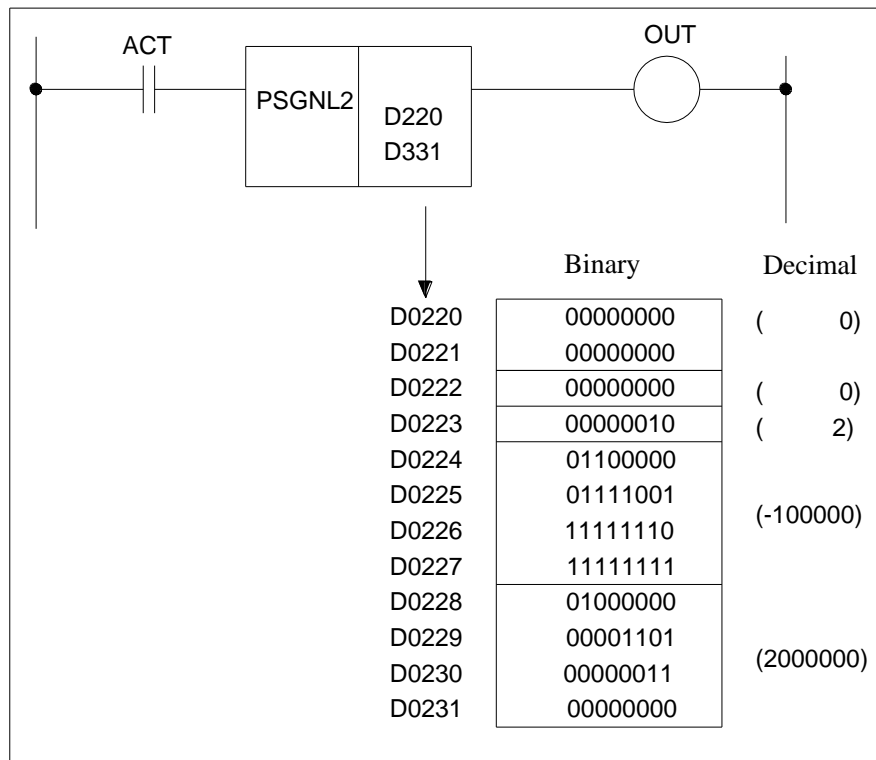 ACT
OUT
PSGNL2
D220
D331
Binary Decimal
D0220 00000000 ( 0)
D0221 00000000
D0222 00000000 ( 0)
D0223 00000010 ( 2)
D0224 01100000
D0225 01111001
(-100000)
D0226 11111110
D0227 11111111
D0228 01000000
D0229 00001101
(2000000)
D0230 00000011
D0231 00000000